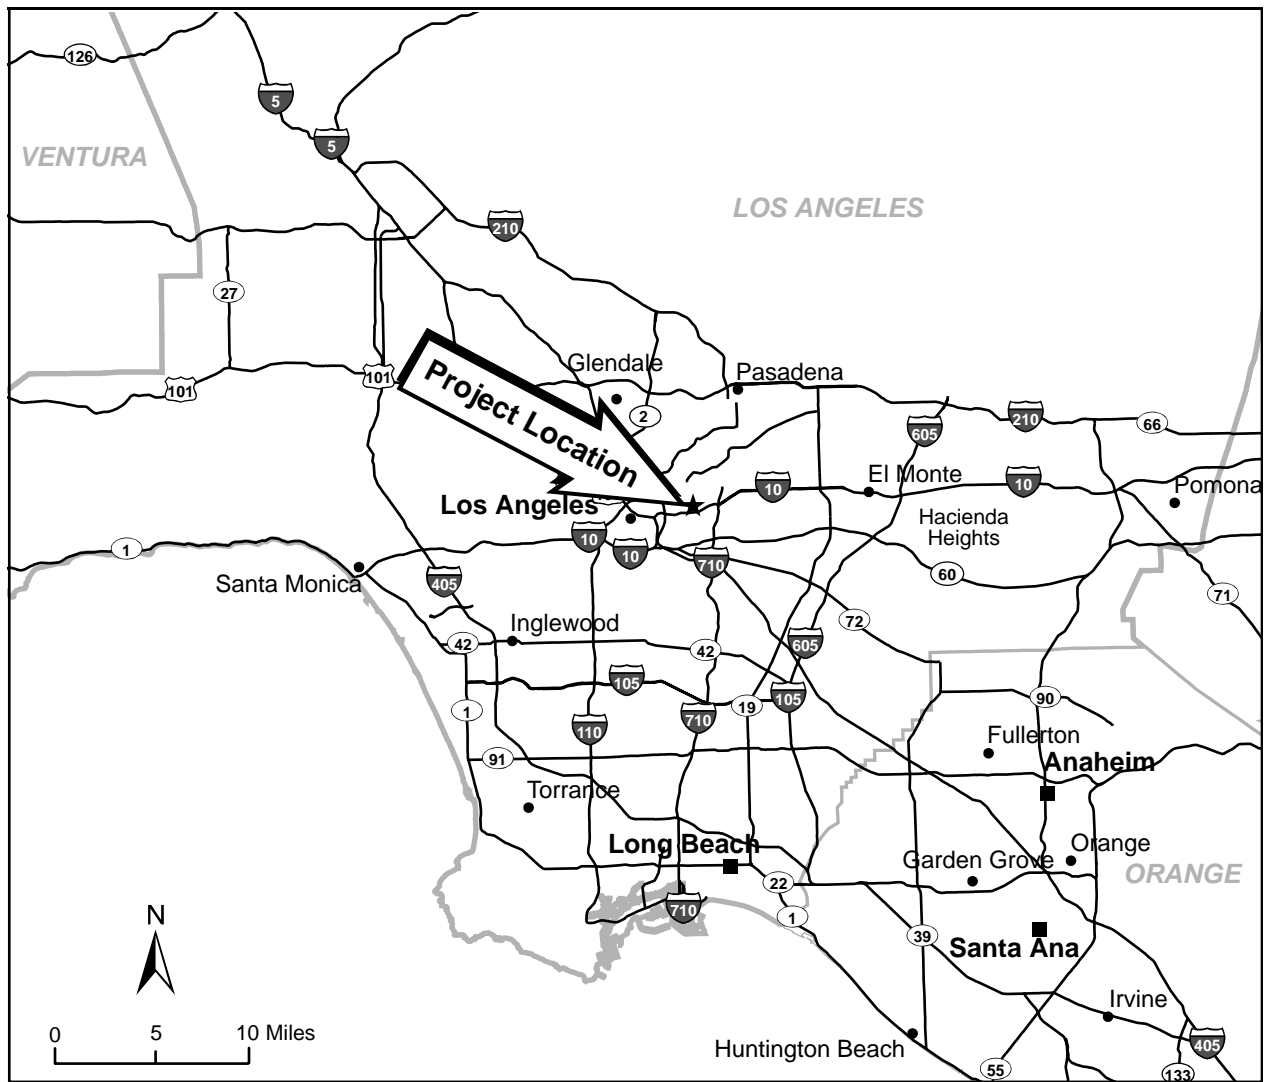 126
5
5
VENTURA
LOS ANGELES
210
27
101
101
Glendale
Pasadena
Project Location
2
210
66
605
El Monte
10
10
Pomona
Los Angeles
Hacienda
Heights
10
10
1
710
60
Santa Monica
405
71
Inglewood
72
42
42
605
105
105
90
1
19
710
110
Fullerton
91
Anaheim
Torrance
Long Beach
Orange
Garden Grove
ORANGE
22
710
1
N
39
Santa Ana
Irvine
0
5
10 Miles
Huntington Beach
405
55
133